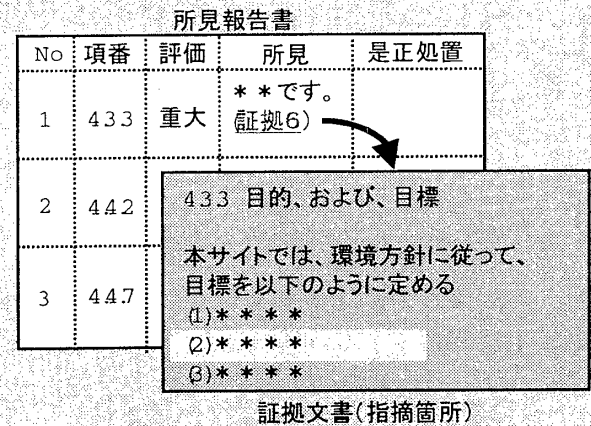 所見報告書
No 項番 評価 所見 是正処置
1 433 重大 **です。
(証拠6)
2 442
3 447
433 目的、および、目標
本サイトでは、環境方針に従って、
目標を以下のように定める
(1)****
(2)****
(3)****
証拠文書(指摘箇所)